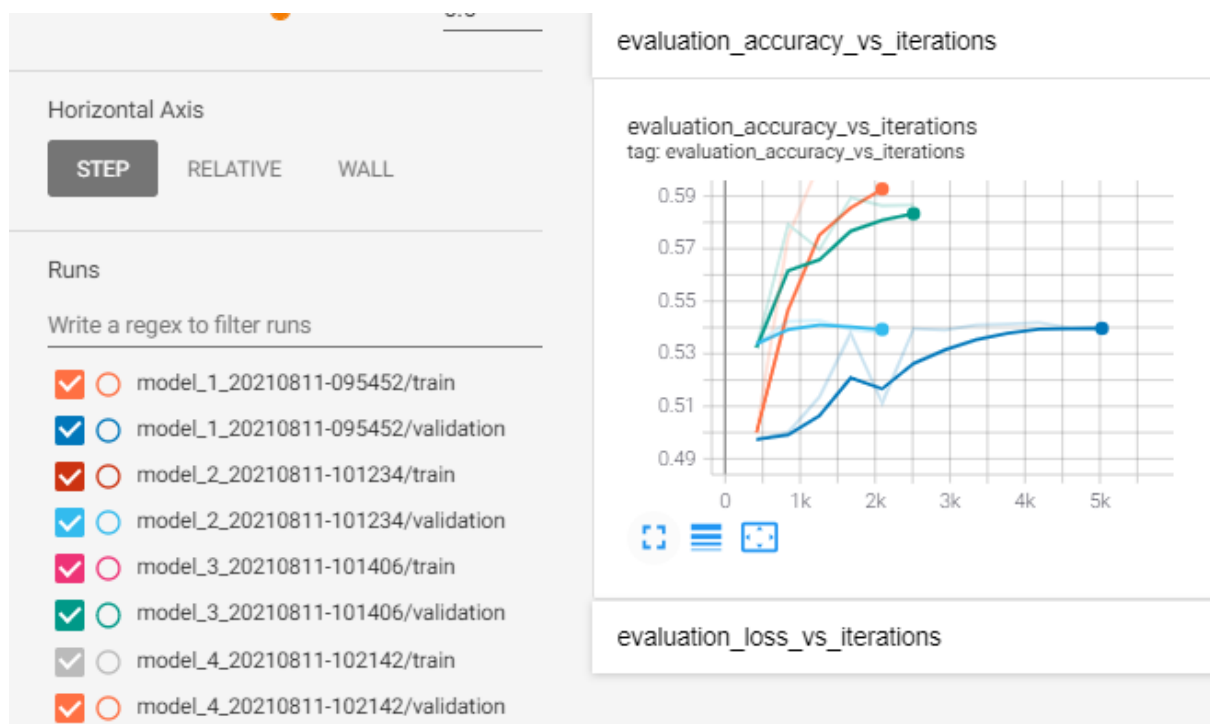 evaluation_accuracy_vs_iterations
Horizontal Axis
STEP RELATIVE WALL
Runs
Write a regex to filter runs
model_1_20210811-095452/train
model_1_20210811-095452/validation
model_2_20210811-101234/train
model_2_20210811-101234/validation
model_3_20210811-101406/train
model_3_20210811-101406/validation
model_4_20210811-102142/train
model_4_20210811-102142/validation
evaluation_accuracy_vs_iterations
tag: evaluation_accuracy_vs_iterations
0.59
0.57
0.55
0.53
0.51
0.49
0 1k 2k 3k 4k 5k
evaluation_loss_vs_iterations